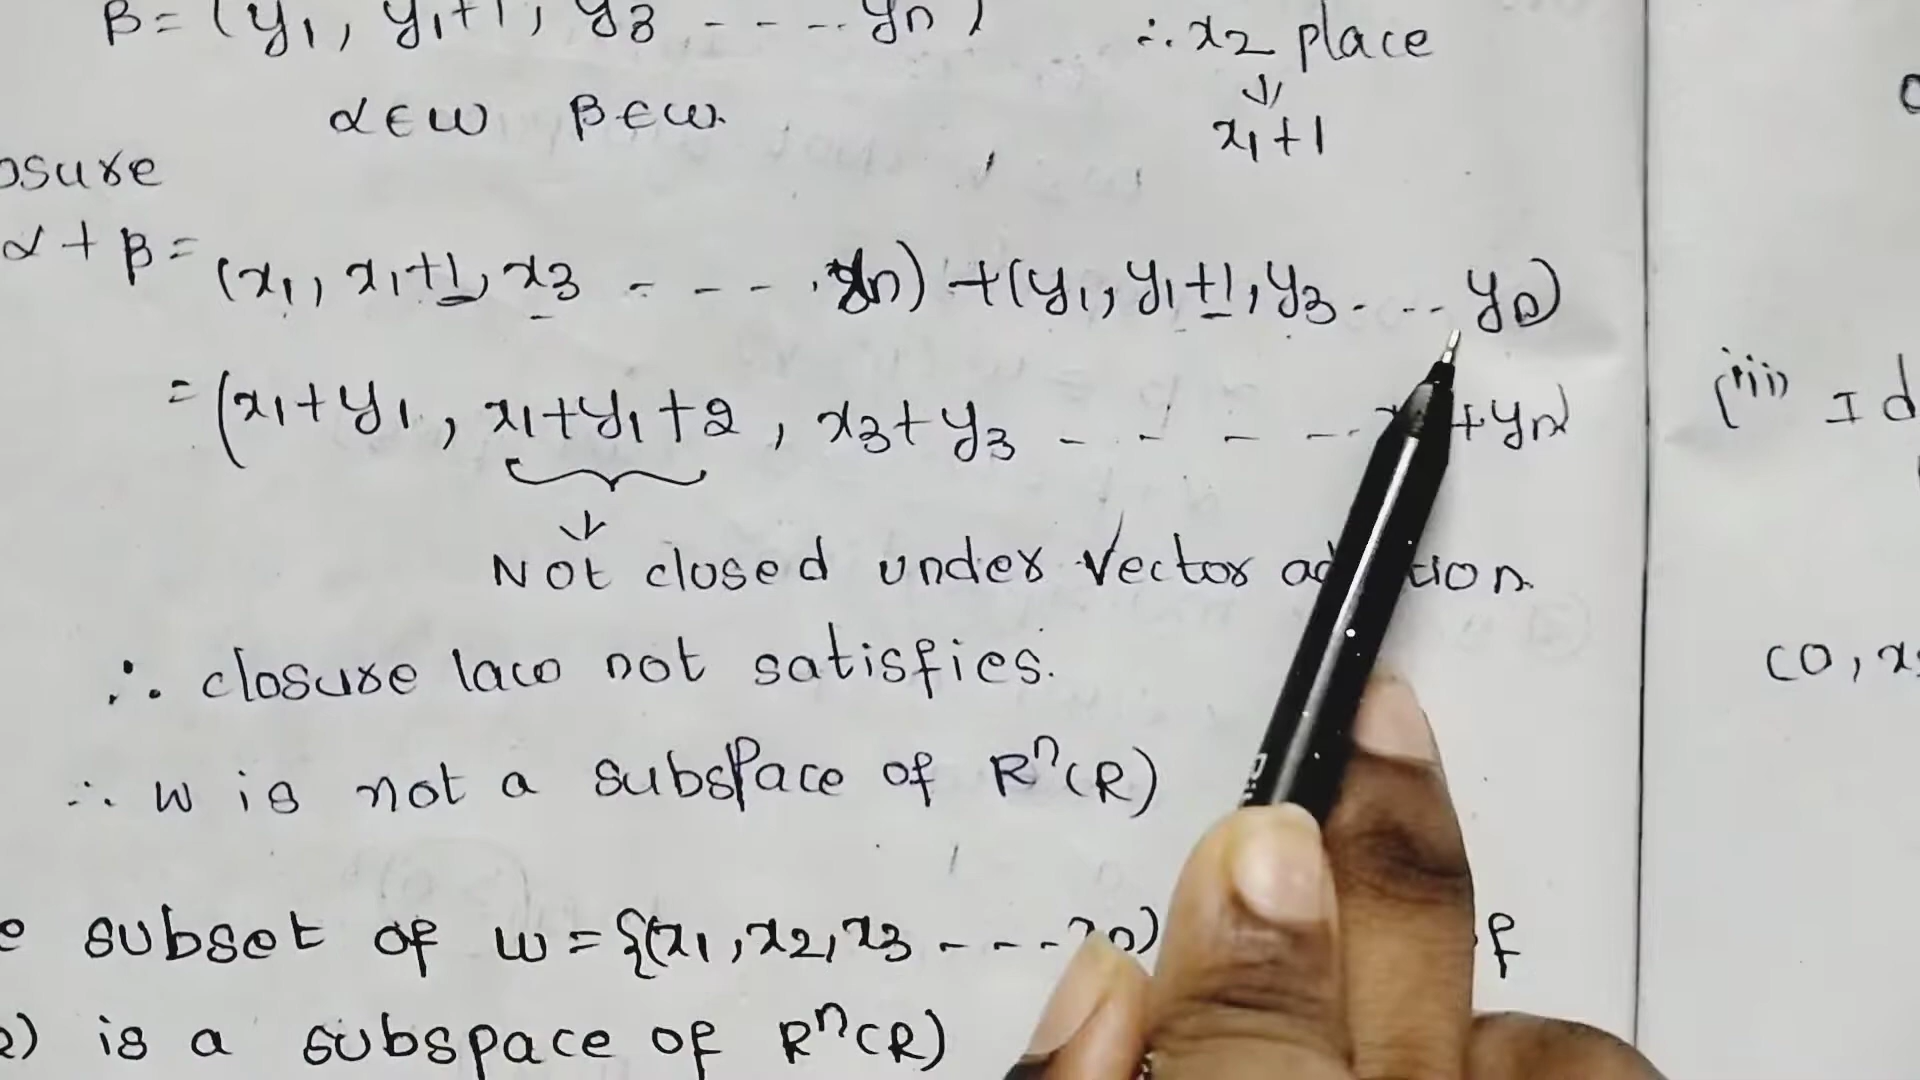 β = (y₁, y₁+1, y₃ - - - .. yₙ)
∴ x₂ place
⇓
x₁+1
α∈W β∈W.
osure
α+β = (x₁, x₁+1, x₃ - - - - . xₙ) + (y₁, y₁+1, y₃ - .. -- yₙ)
= (x₁+y₁, x₁+y₁+2, x₃+y₃ - - - - .. +yₙ)
Not closed under Vector
∴ closure law not satisfies.
∴ W is not a subspace of Rⁿ(R)
e subset of W = {(x₁, x₂, x₃ - - - - xₙ)
) is a subspace of Rⁿ(R)
(iii) Id
(0, x